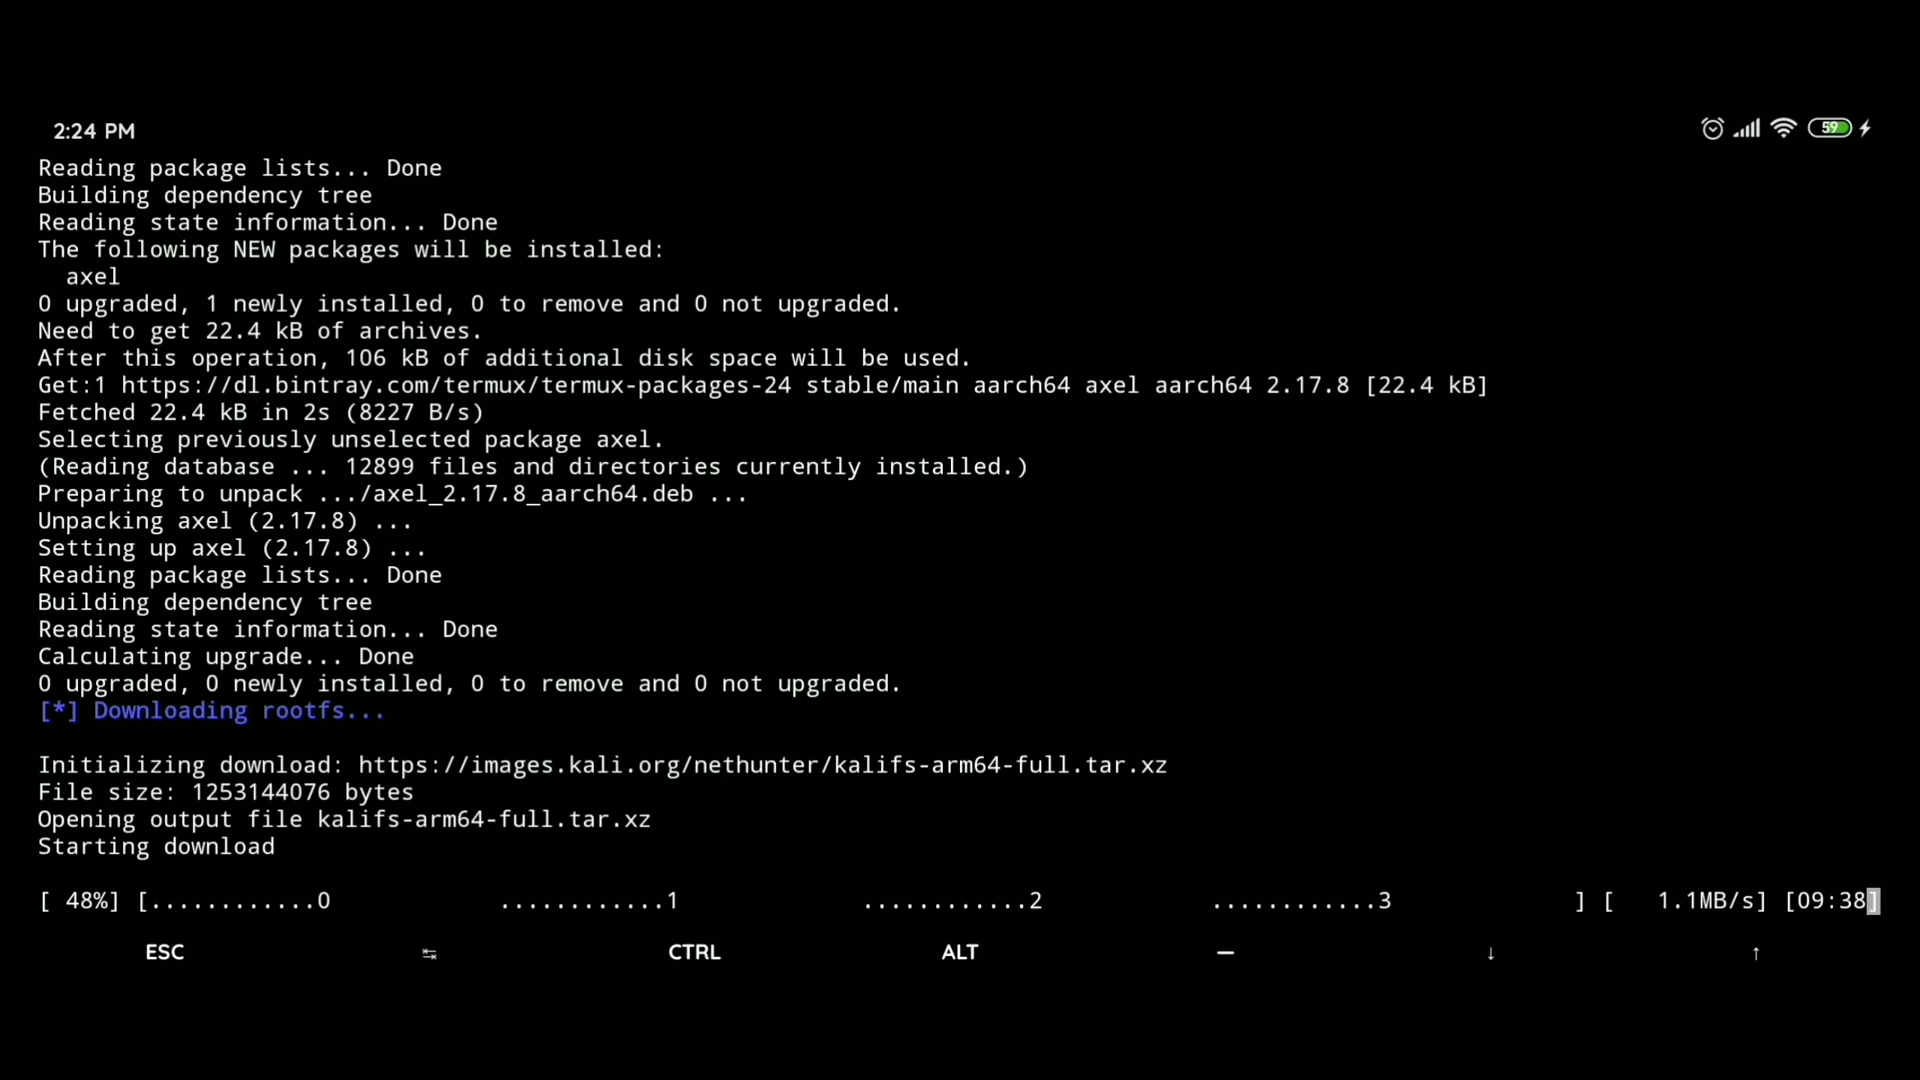 2:24 PM
59
Reading package lists... Done
Building dependency tree
Reading state information... Done
The following NEW packages will be installed:
  axel
0 upgraded, 1 newly installed, 0 to remove and 0 not upgraded.
Need to get 22.4 kB of archives.
After this operation, 106 kB of additional disk space will be used.
Get:1 https://dl.bintray.com/termux/termux-packages-24 stable/main aarch64 axel aarch64 2.17.8 [22.4 kB]
Fetched 22.4 kB in 2s (8227 B/s)
Selecting previously unselected package axel.
(Reading database ... 12899 files and directories currently installed.)
Preparing to unpack .../axel_2.17.8_aarch64.deb ...
Unpacking axel (2.17.8) ...
Setting up axel (2.17.8) ...
Reading package lists... Done
Building dependency tree
Reading state information... Done
Calculating upgrade... Done
0 upgraded, 0 newly installed, 0 to remove and 0 not upgraded.
[*] Downloading rootfs...
Initializing download: https://images.kali.org/nethunter/kalifs-arm64-full.tar.xz
File size: 1253144076 bytes
Opening output file kalifs-arm64-full.tar.xz
Starting download
[ 48%] [............0            ............1             ............2            ............3             ] [   1.1MB/s] [09:38]
ESC ↹ CTRL ALT — ↓ ↑